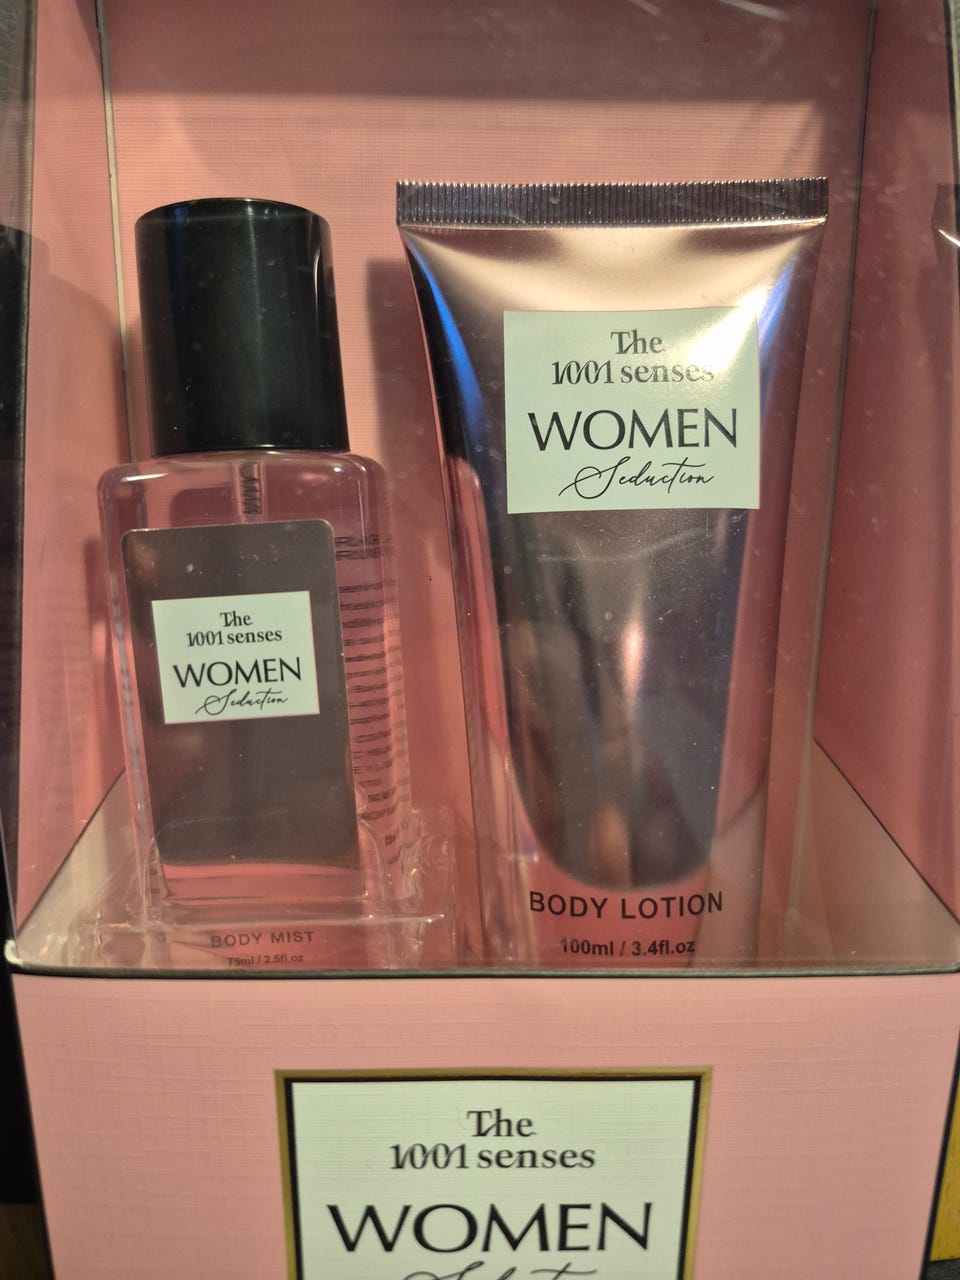 The
1001 senses
WOMEN
Seduction
BODY MIST
75ml / 2.5fl.oz
The
1001 senses
WOMEN
Seduction
BODY LOTION
100ml / 3.4fl.oz
The
1001 senses
WOMEN